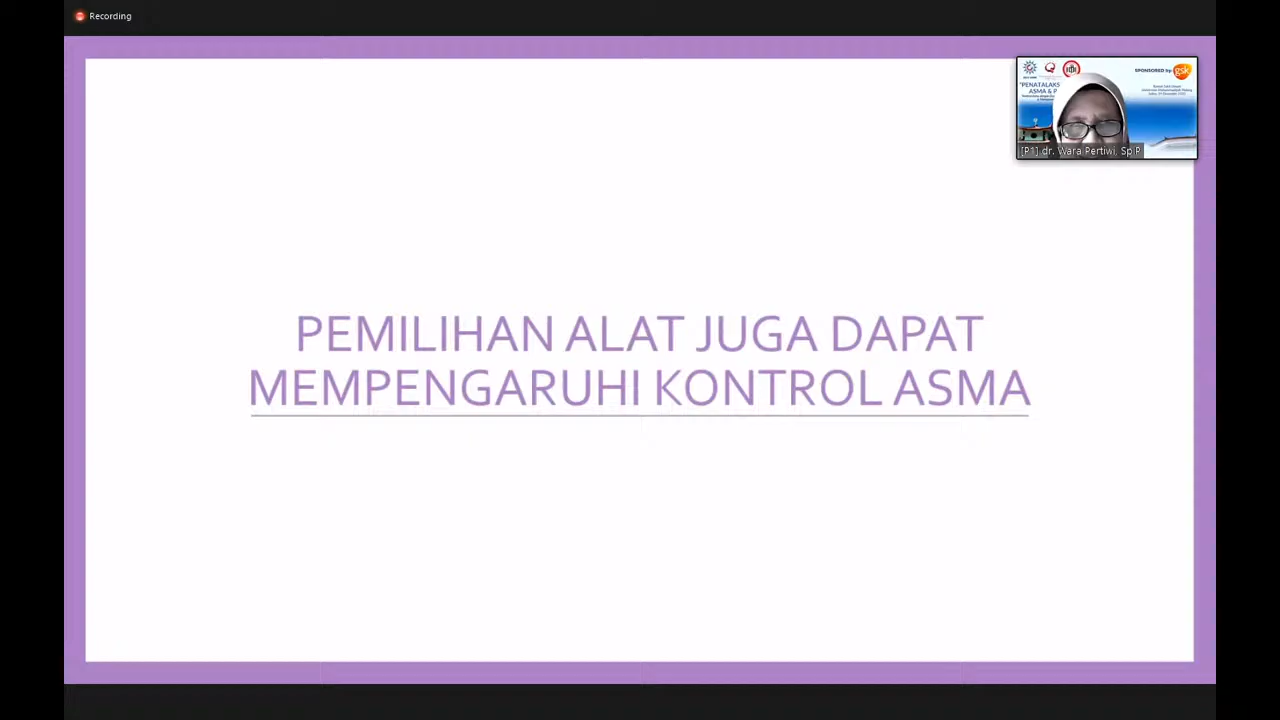 Recording
SPONSORED by: gsk
"PENATALAKS
ASMA & P
[P1] dr. Wara Pertiwi, Sp.P
PEMILIHAN ALAT JUGA DAPAT
MEMPENGARUHI KONTROL ASMA